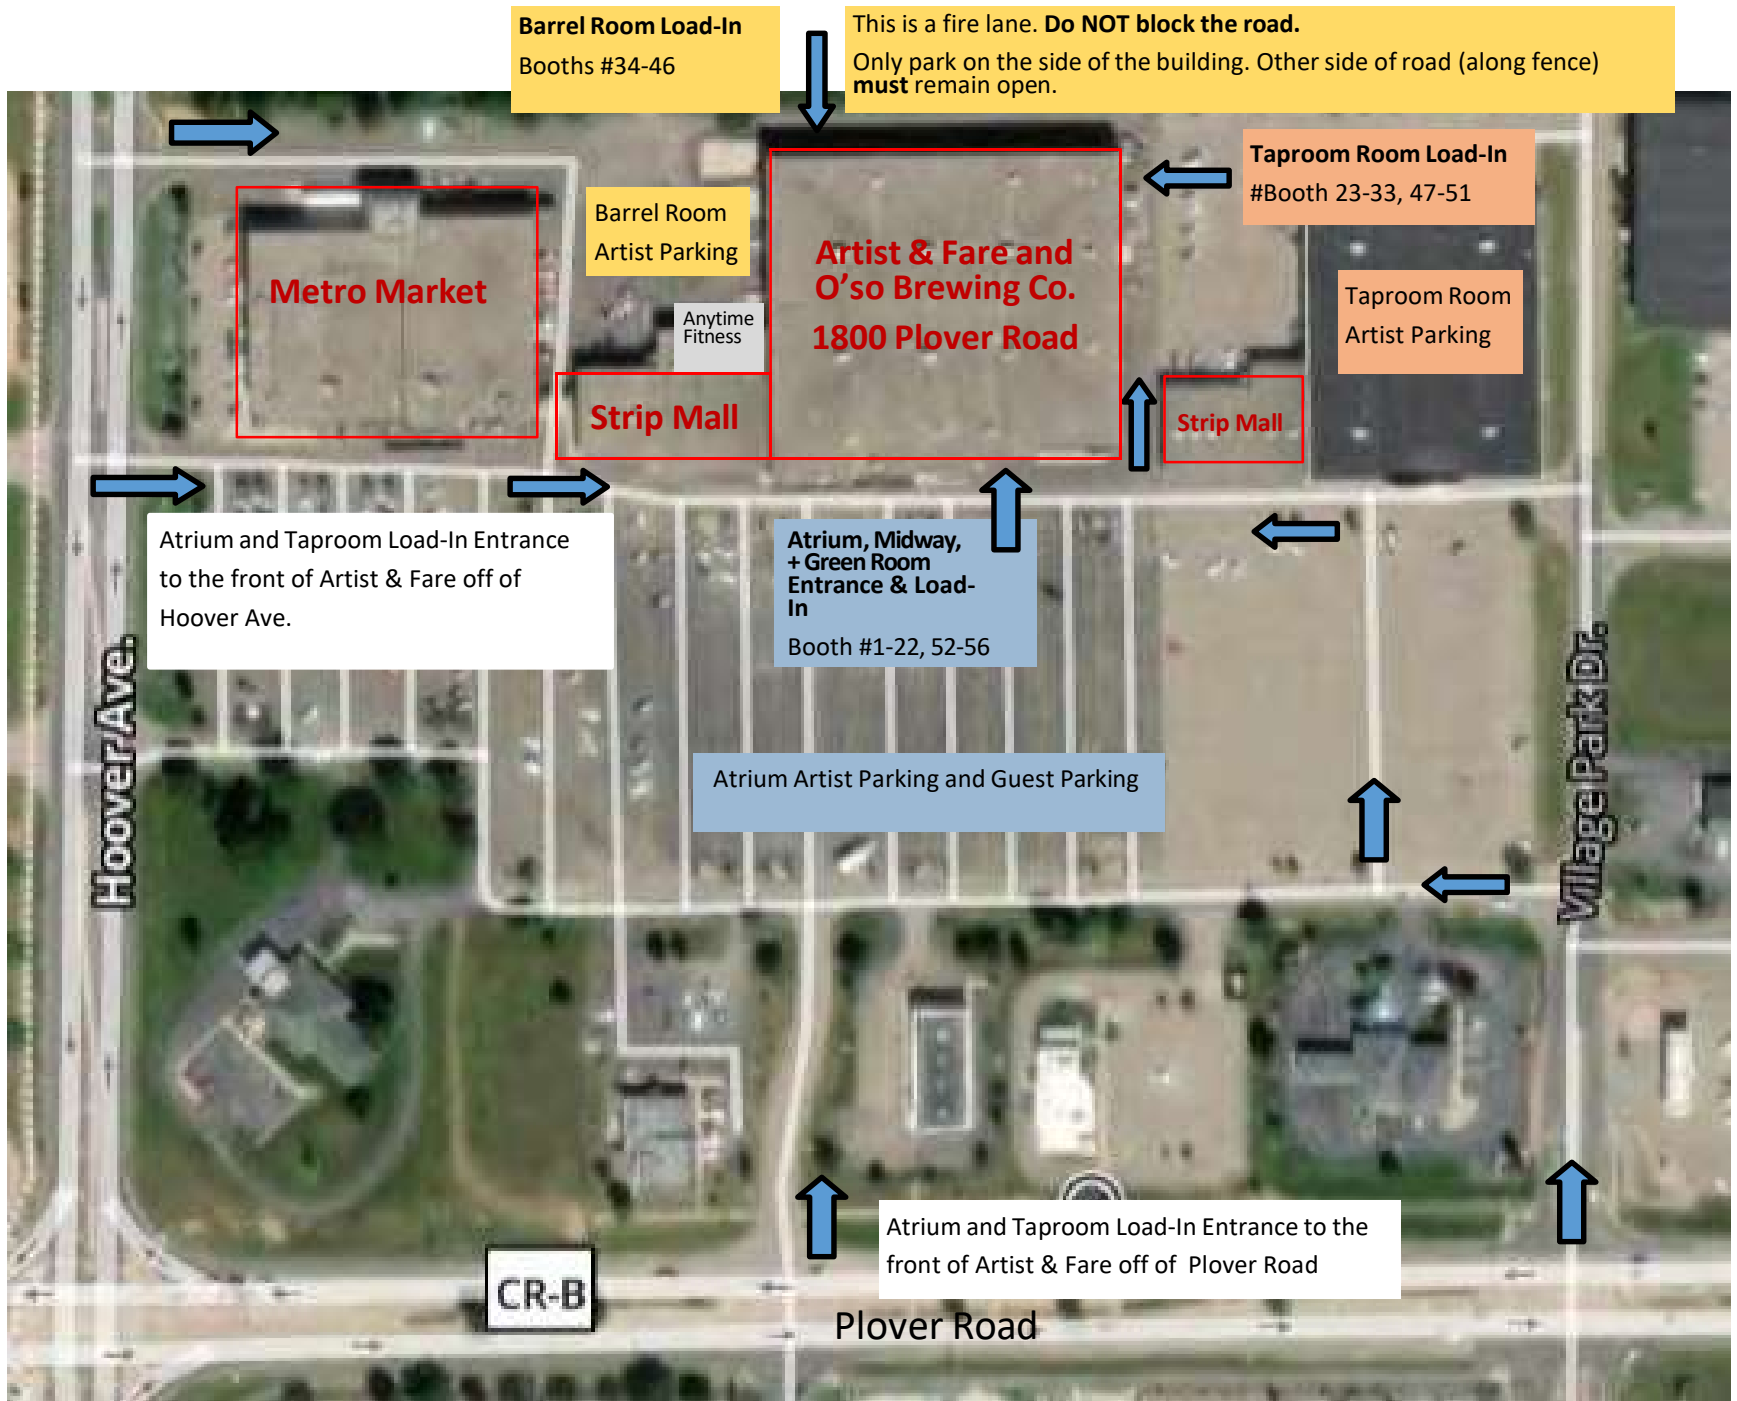 Barrel Room Load-In
Booths #34-46
This is a fire lane. Do NOT block the road.
Only park on the side of the building. Other side of road (along fence)
must remain open.
Taproom Room Load-In
#Booth 23-33, 47-51
Barrel Room
Artist Parking
Artist & Fare and
O’so Brewing Co.
1800 Plover Road
Metro Market
Anytime
Fitness
Taproom Room
Artist Parking
Strip Mall
Strip Mall
Atrium and Taproom Load-In Entrance
to the front of Artist & Fare off of
Hoover Ave.
Atrium, Midway,
+ Green Room
Entrance & Load-
In
Booth #1-22, 52-56
Hoover Ave.
Village Park Dr.
Atrium Artist Parking and Guest Parking
Atrium and Taproom Load-In Entrance to the
front of Artist & Fare off of Plover Road
CR-B
Plover Road